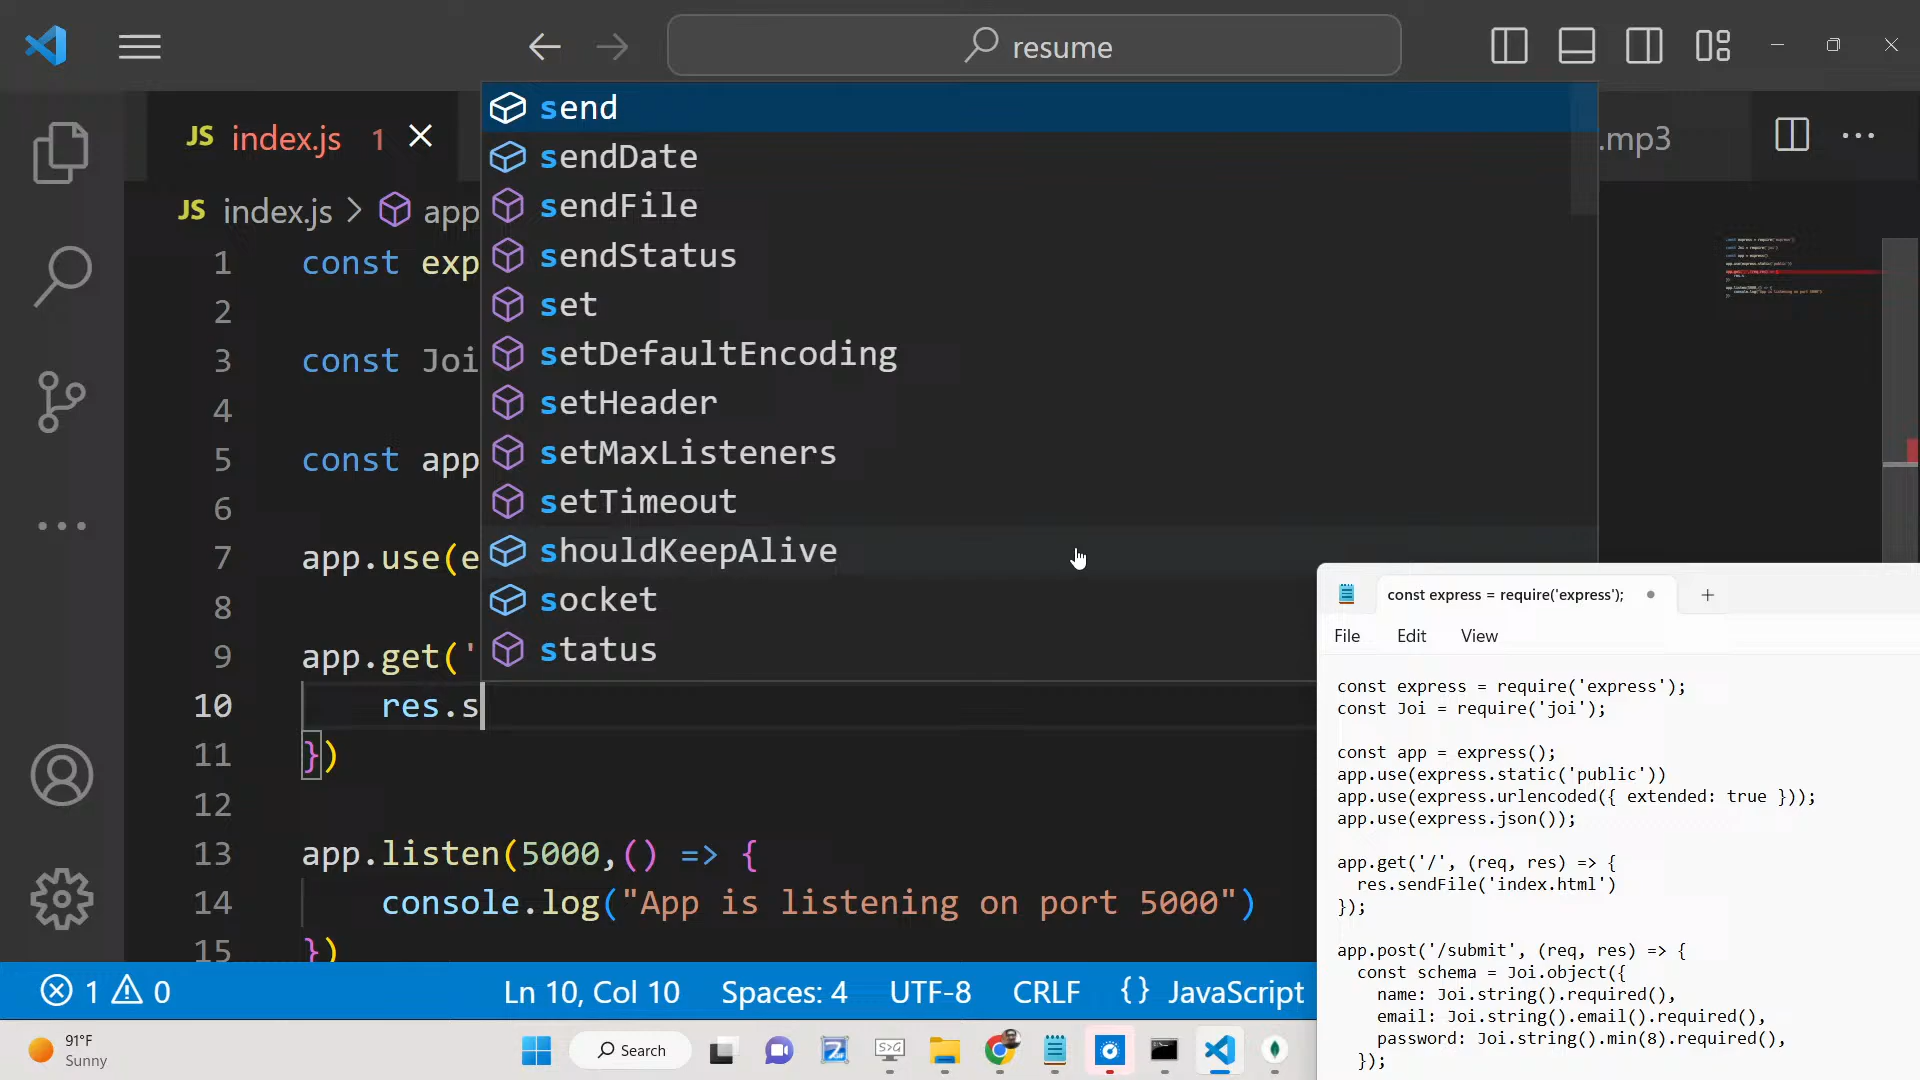 resume
JS index.js 1
.mp3
JS index.js > app
1 const exp
2
3 const Joi
4
5 const app
6
7 app.use(e
8
9 app.get('
10 res.s
11 })
12
13 app.listen(5000,() => {
14 console.log("App is listening on port 5000")
15 })
send
sendDate
sendFile
sendStatus
set
setDefaultEncoding
setHeader
setMaxListeners
setTimeout
shouldKeepAlive
socket
status
const express = require('express');
File Edit View
const express = require('express');
const Joi = require('joi');
const app = express();
app.use(express.static('public'))
app.use(express.urlencoded({ extended: true }));
app.use(express.json());
app.get('/', (req, res) => {
res.sendFile('index.html')
});
app.post('/submit', (req, res) => {
const schema = Joi.object({
name: Joi.string().required(),
email: Joi.string().email().required(),
password: Joi.string().min(8).required(),
});
1 0 Ln 10, Col 10 Spaces: 4 UTF-8 CRLF {} JavaScript
91°F
Sunny
Search